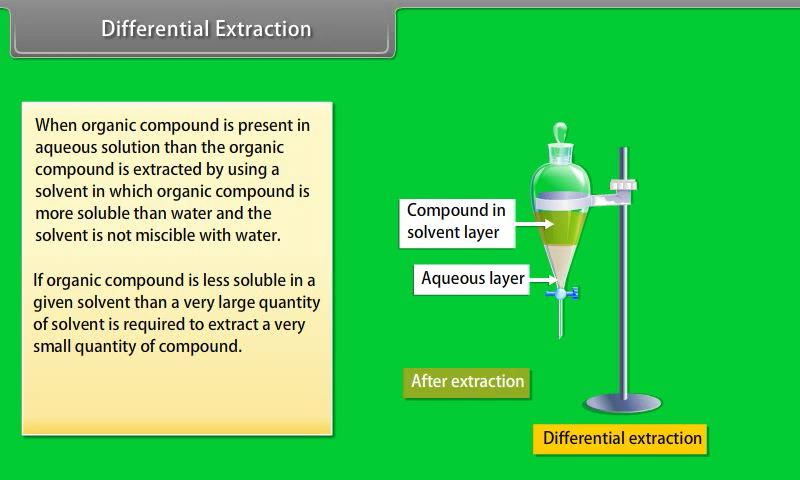 Differential Extraction
When organic compound is present in
aqueous solution than the organic
compound is extracted by using a
solvent in which organic compound is
more soluble than water and the
solvent is not miscible with water.
If organic compound is less soluble in a
given solvent than a very large quantity
of solvent is required to extract a very
small quantity of compound.
Compound in
solvent layer
Aqueous layer
After extraction
Differential extraction